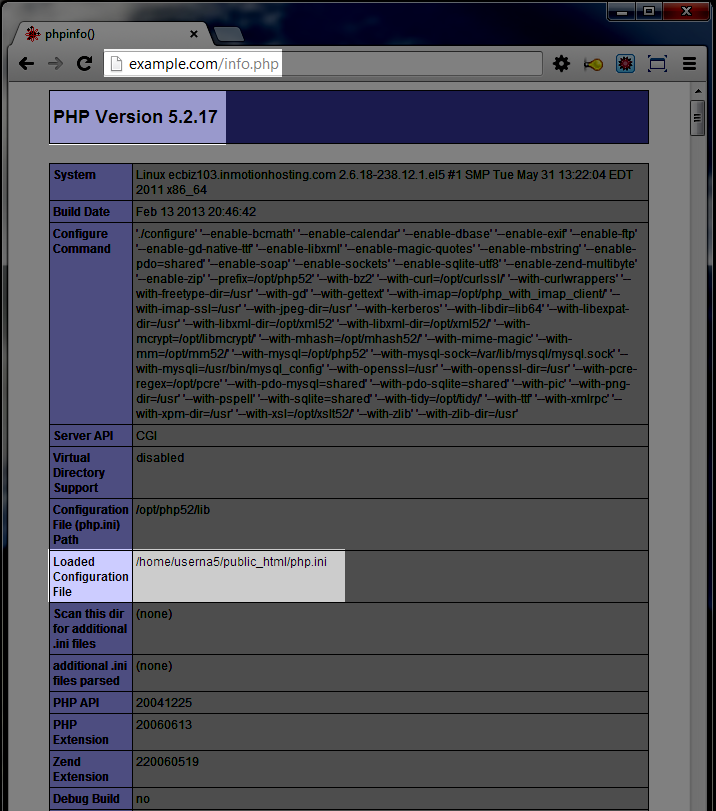 phpinfo()
example.com/info.php
PHP Version 5.2.17
System
Linux ecbiz103.inmotionhosting.com 2.6.18-238.12.1.el5 #1 SMP Tue May 31 13:22:04 EDT
2011 x86_64
Build Date
Feb 13 2013 20:46:42
Configure
Command
'./configure' '--enable-bcmath' '--enable-calendar' '--enable-dbase' '--enable-exif' '--enable-ftp'
'--enable-gd-native-ttf' '--enable-libxml' '--enable-magic-quotes' '--enable-mbstring' '--enable-
pdo=shared' '--enable-soap' '--enable-sockets' '--enable-sqlite-utf8' '--enable-zend-multibyte'
'--enable-zip' '--prefix=/opt/php52' '--with-bz2' '--with-curl=/opt/curlssl/' '--with-curlwrappers' '--
with-freetype-dir=/usr' '--with-gd' '--with-gettext' '--with-imap=/opt/php_with_imap_client/' '--
with-imap-ssl=/usr' '--with-jpeg-dir=/usr' '--with-kerberos' '--with-libdir=lib64' '--with-libexpat-
dir=/usr' '--with-libxml-dir=/opt/xml52' '--with-libxml-dir=/opt/xml52/' '--with-
mcrypt=/opt/libmcrypt/' '--with-mhash=/opt/mhash52/' '--with-mime-magic' '--with-
mm=/opt/mm52/' '--with-mysql=/opt/php52' '--with-mysql-sock=/var/lib/mysql/mysql.sock' '--
with-mysqli=/usr/bin/mysql_config' '--with-openssl=/usr' '--with-openssl-dir=/usr' '--with-pcre-
regex=/opt/pcre' '--with-pdo-mysql=shared' '--with-pdo-sqlite=shared' '--with-pic' '--with-png-
dir=/usr' '--with-pspell' '--with-sqlite=shared' '--with-tidy=/opt/tidy/' '--with-ttf' '--with-xmlrpc' '--
with-xpm-dir=/usr' '--with-xsl=/opt/xslt52/' '--with-zlib' '--with-zlib-dir=/usr'
Server API
CGI
Virtual
Directory
Support
disabled
Configuration
File (php.ini)
Path
/opt/php52/lib
Loaded
Configuration
File
/home/userna5/public_html/php.ini
Scan this dir
for additional
.ini files
(none)
additional .ini
files parsed
(none)
PHP API
20041225
PHP
Extension
20060613
Zend
Extension
220060519
Debug Build
no